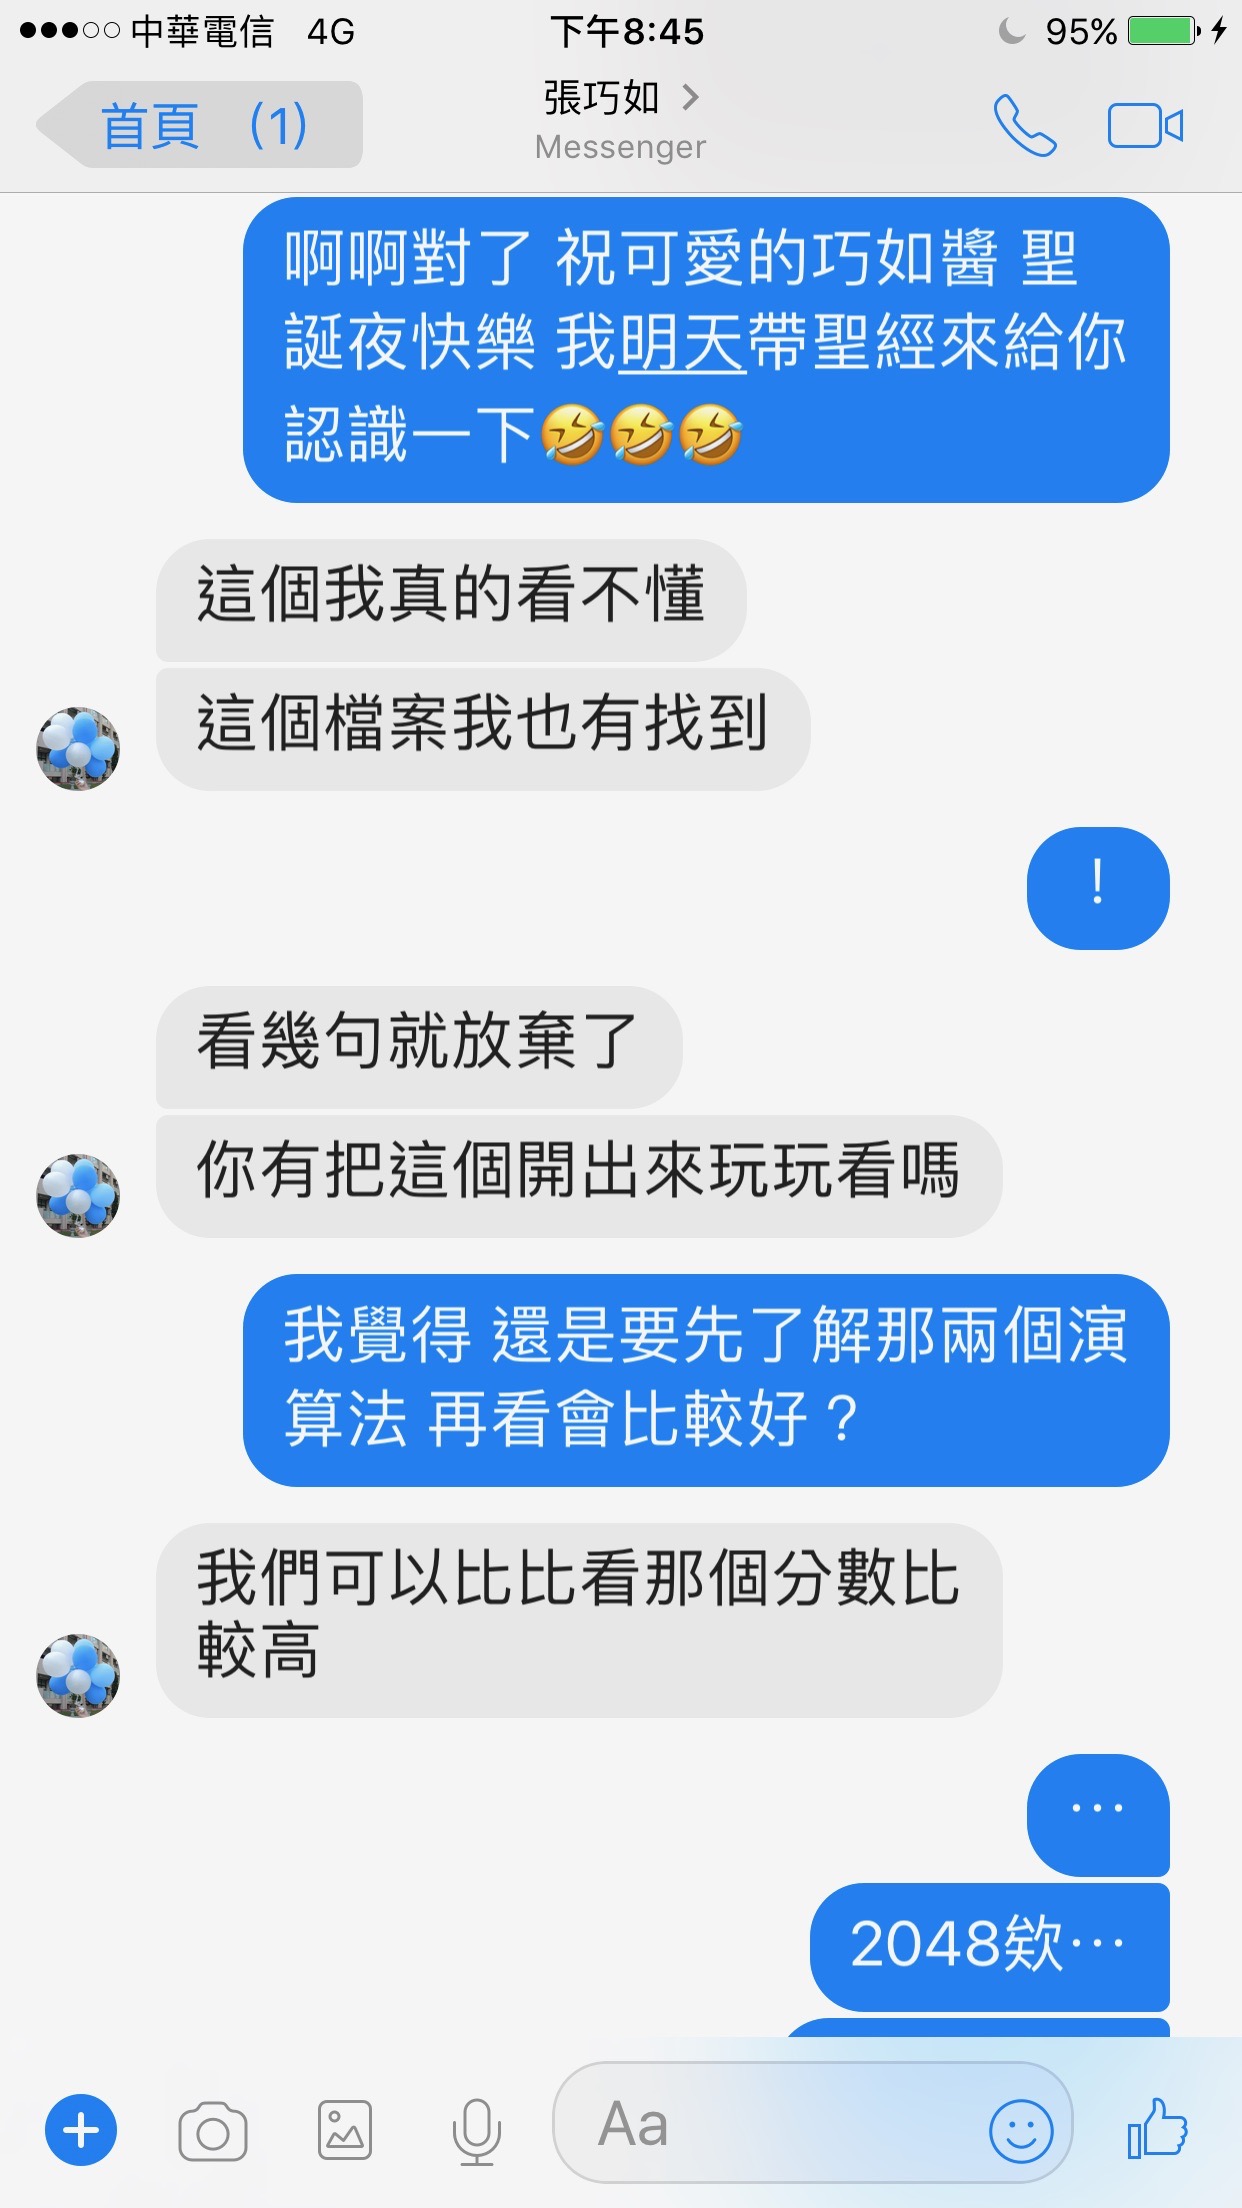 中華電信 4G 下午8:45 95%
首頁 (1) 張巧如
Messenger
啊啊對了 祝可愛的巧如醬 聖
誕夜快樂 我明天帶聖經來給你
認識一下🤣🤣🤣
這個我真的看不懂
這個檔案我也有找到
！
看幾句就放棄了
你有把這個開出來玩玩看嗎
我覺得 還是要先了解那兩個演
算法 再看會比較好？
我們可以比比看那個分數比
較高
⋯
2048欸⋯
Aa